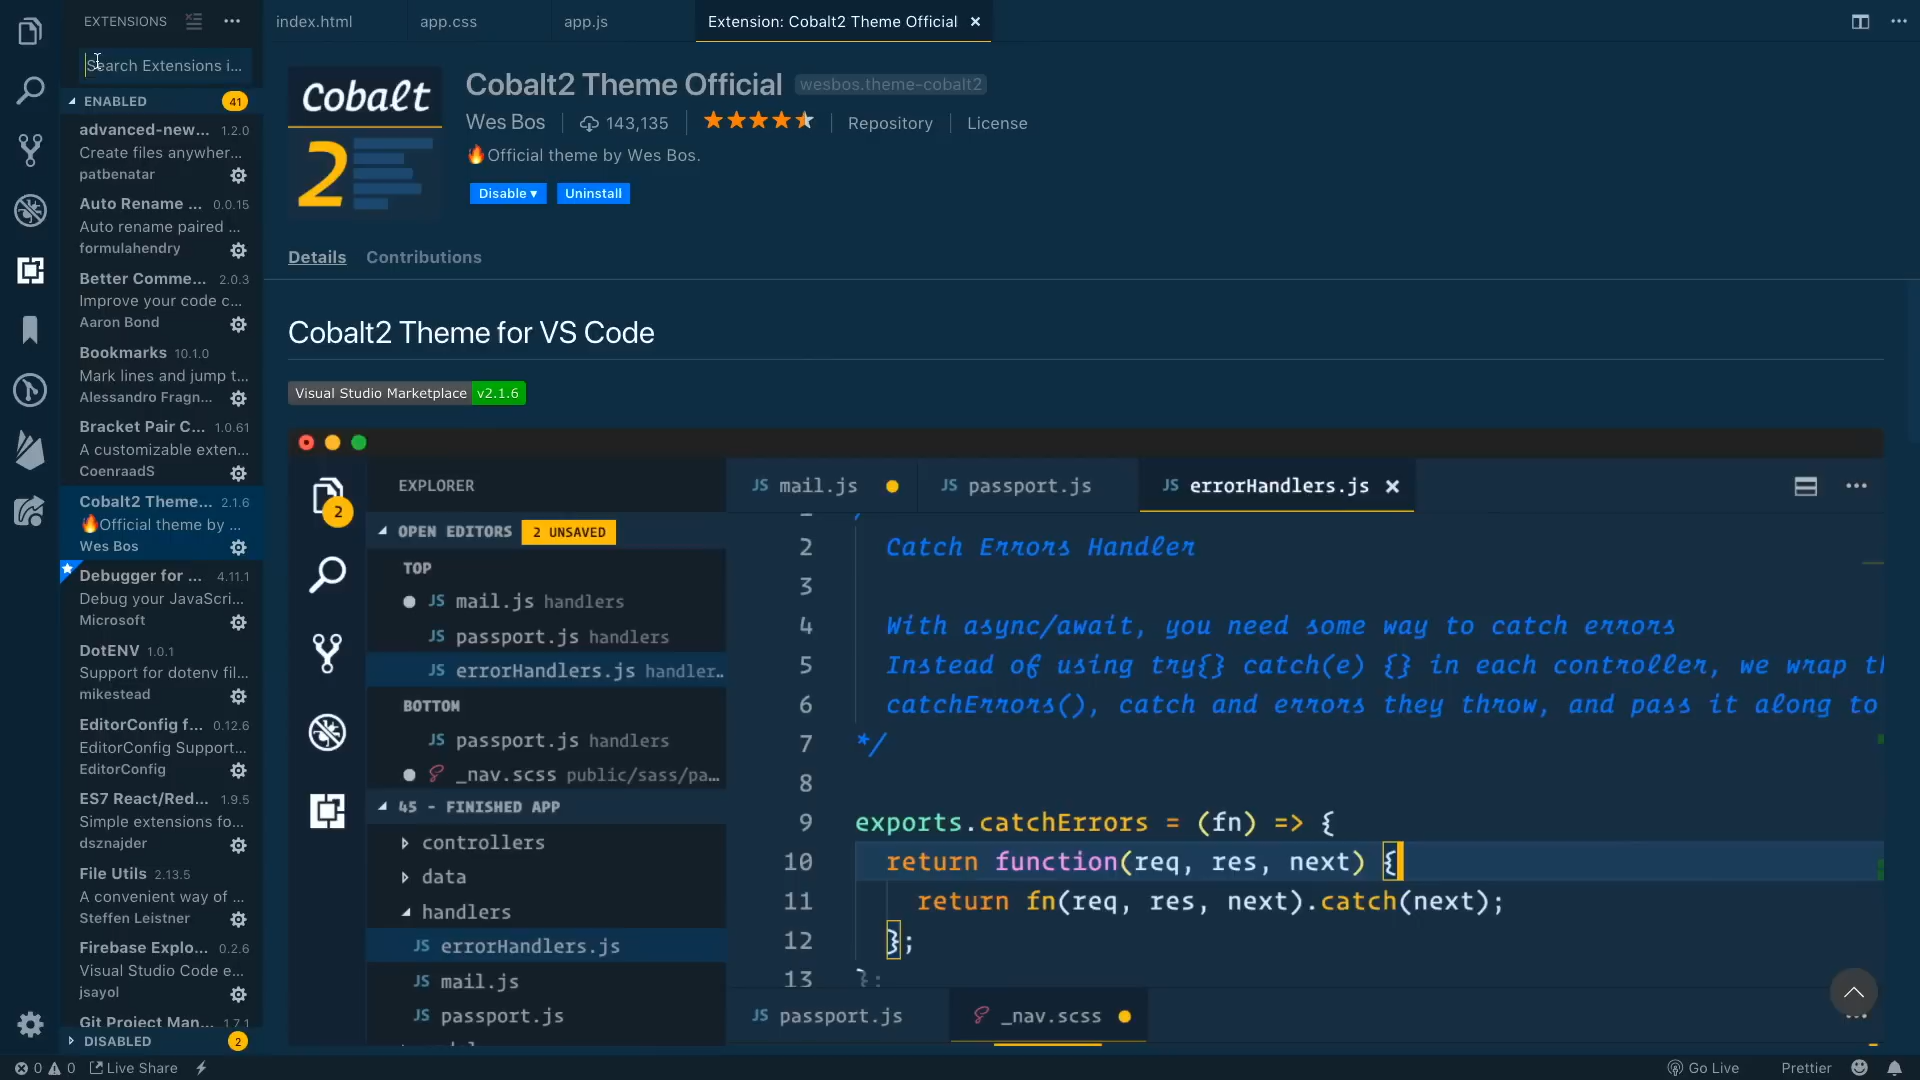 EXTENSIONS
index.html
app.css
app.js
Extension: Cobalt2 Theme Official
Search Extensions i...
ENABLED 41
advanced-new... 1.2.0
Create files anywher...
patbenatar
Auto Rename ... 0.0.15
Auto rename paired ...
formulahendry
Better Comme... 2.0.3
Improve your code c...
Aaron Bond
Bookmarks 10.1.0
Mark lines and jump t...
Alessandro Fragn...
Bracket Pair C... 1.0.61
A customizable exten...
CoenraadS
Cobalt2 Theme... 2.1.6
🔥Official theme by ...
Wes Bos
Debugger for ... 4.11.1
Debug your JavaScri...
Microsoft
DotENV 1.0.1
Support for dotenv fil...
mikestead
EditorConfig f... 0.12.6
EditorConfig Support...
EditorConfig
ES7 React/Red... 1.9.5
Simple extensions fo...
dsznajder
File Utils 2.13.5
A convenient way of ...
Steffen Leistner
Firebase Explo... 0.2.6
Visual Studio Code e...
jsayol
Git Project Man... 1.7.1
DISABLED 2
Cobalt
2
Cobalt2 Theme Official wesbos.theme-cobalt2
Wes Bos 143,135 Repository License
🔥Official theme by Wes Bos.
Disable ▾ Uninstall
Details Contributions
Cobalt2 Theme for VS Code
Visual Studio Marketplace v2.1.6
2
EXPLORER
OPEN EDITORS 2 UNSAVED
TOP
JS mail.js handlers
JS passport.js handlers
JS errorHandlers.js handler...
BOTTOM
JS passport.js handlers
_nav.scss public/sass/pa...
45 - FINISHED APP
controllers
data
handlers
JS errorHandlers.js
JS mail.js
JS passport.js
JS mail.js
JS passport.js
JS errorHandlers.js
2 Catch Errors Handler
3
4 With async/await, you need some way to catch errors
5 Instead of using try{} catch(e) {} in each controller, we wrap th
6 catchErrors(), catch and errors they throw, and pass it along to
7 */
8
9 exports.catchErrors = (fn) => {
10 return function(req, res, next) {
11 return fn(req, res, next).catch(next);
12 };
13 };
JS passport.js
_nav.scss
0 0 Live Share
Go Live Prettier